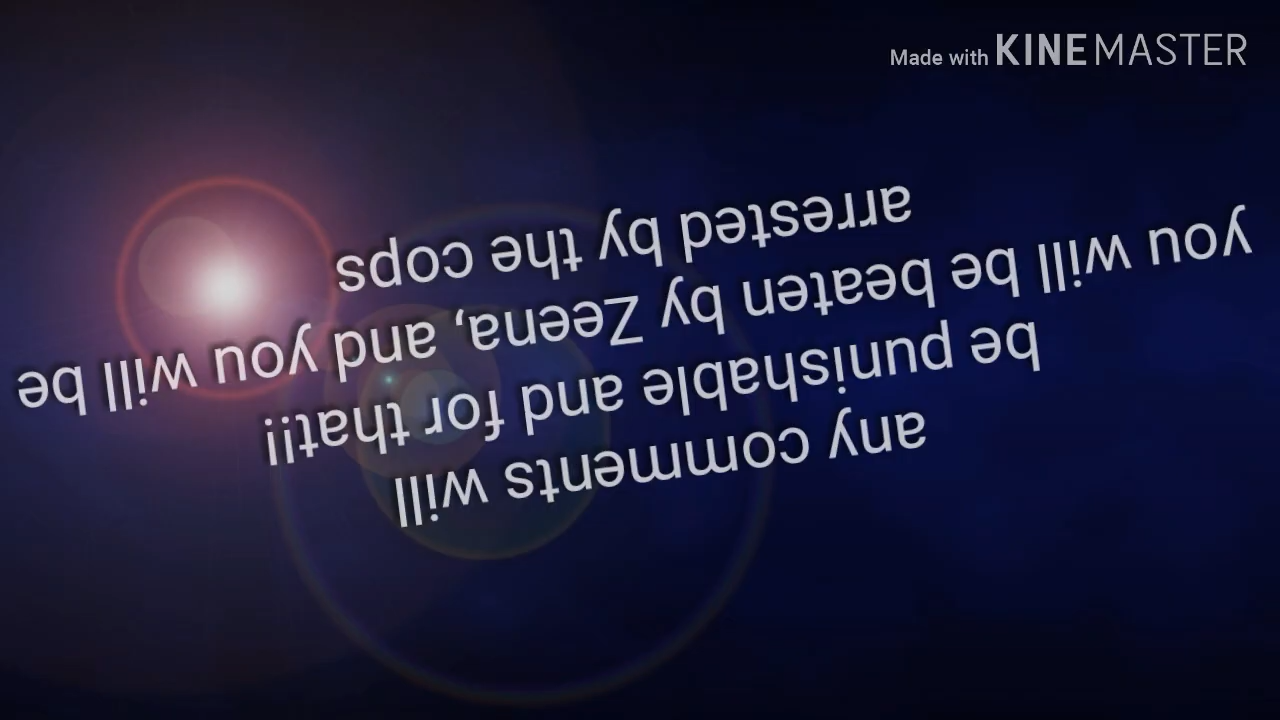 Made with KINEMASTER
any comments will
be punishable and for that!!
you will be beaten by Zeena, and you will be
arrested by the cops